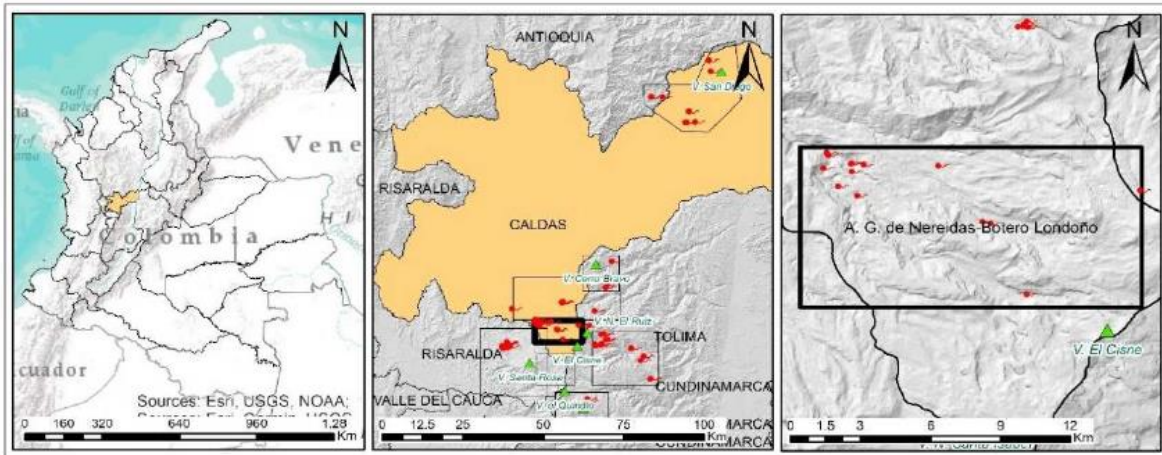 N
Gulf of
Darien
Vene
Colombia
Sources: Esri, USGS, NOAA;
0 160 320 640 960 1.28
Km
N
ANTIOQUIA
V. San Diego
RISARALDA
CALDAS
V. Cerro Bravo
V. N. El Ruiz
TOLIMA
RISARALDA
V. El Cisne
V. Santa Rosa
CUNDINAMARCA
VALLE DEL CAUCA
V. el Quindio
MARCA
0 12.5 25 50 75 100
Km
CUNDINAMARCA
N
A. G. de Nereidas-Botero Londoño
V. El Cisne
0 1.5 3 6 9 12
Km